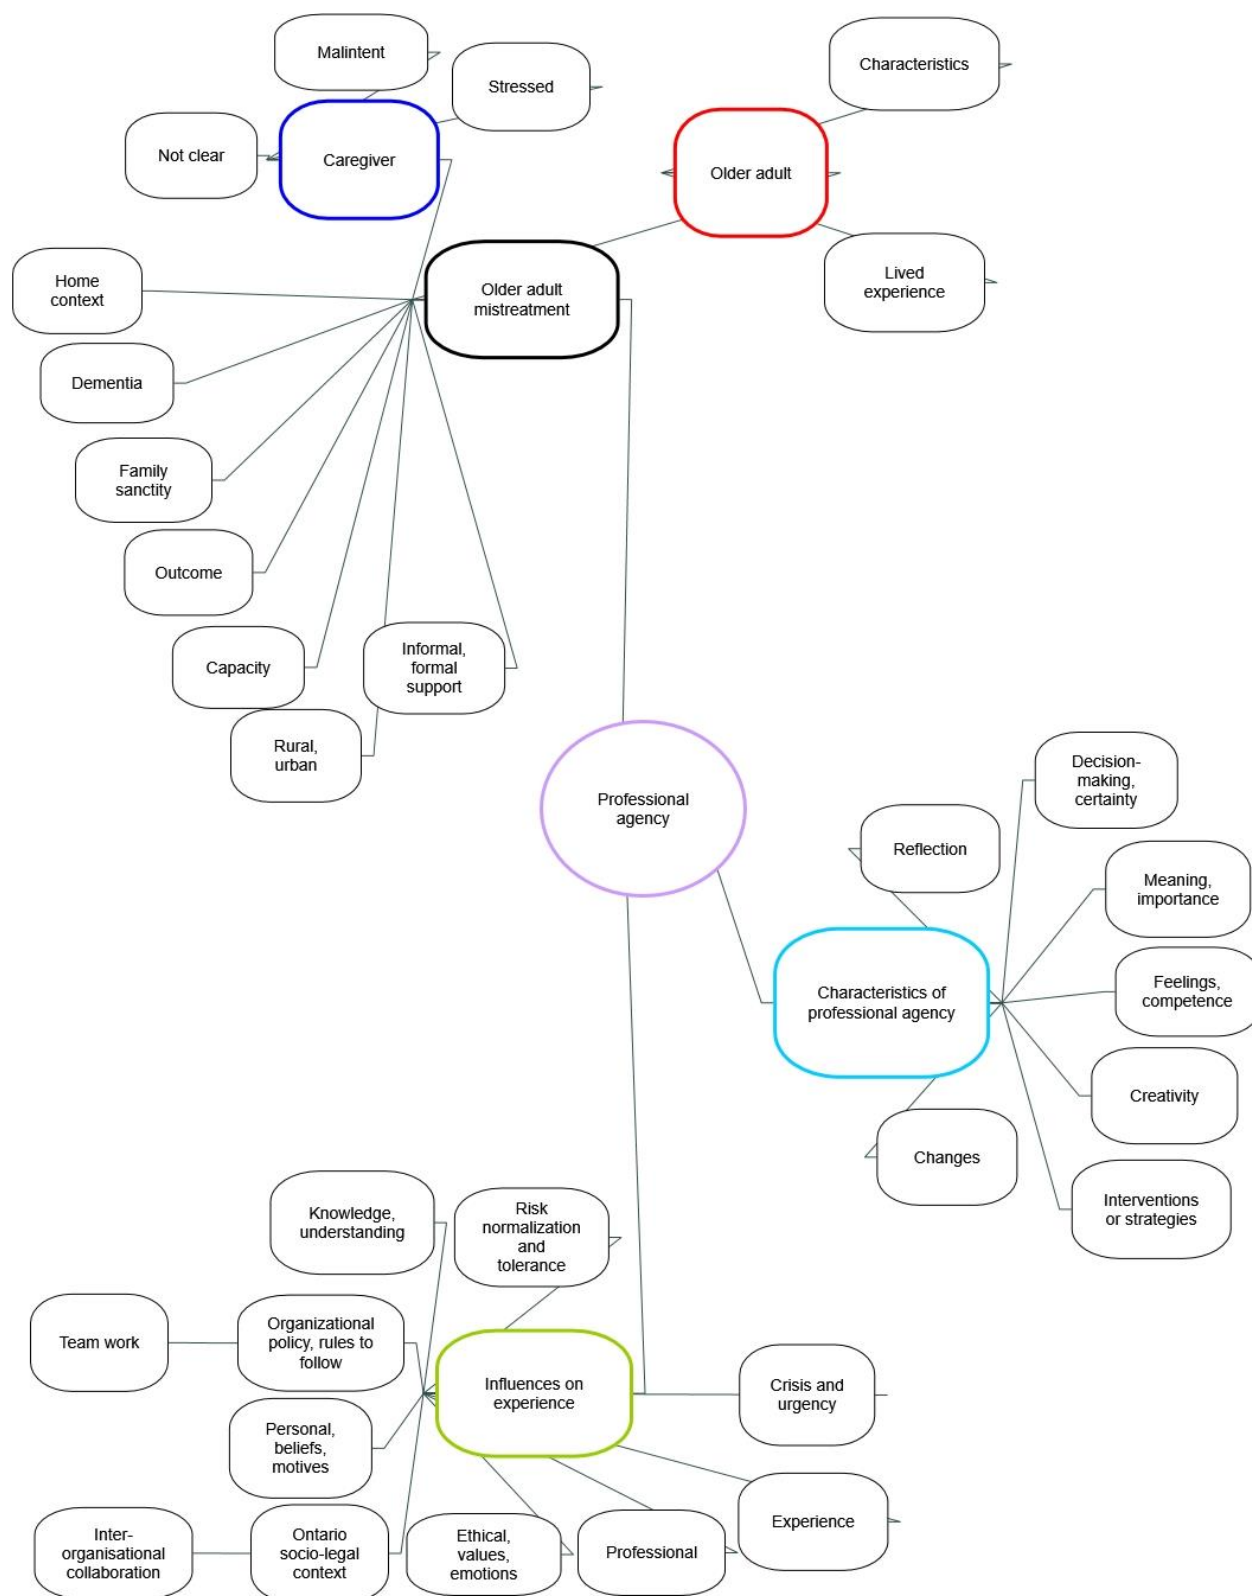 Malintent
Stressed
Characteristics
Not clear
Caregiver
Older adult
Home
context
Older adult
mistreatment
Lived
experience
Dementia
Family
sanctity
Outcome
Capacity
Informal,
formal
support
Rural,
urban
Professional
agency
Decision-
making,
certainty
Reflection
Meaning,
importance
Characteristics of
professional agency
Feelings,
competence
Creativity
Changes
Interventions
or strategies
Knowledge,
understanding
Risk
normalization
and
tolerance
Team work
Organizational
policy, rules to
follow
Influences on
experience
Crisis and
urgency
Personal,
beliefs,
motives
Experience
Inter-
organisational
collaboration
Ontario
socio-legal
context
Ethical,
values,
emotions
Professional